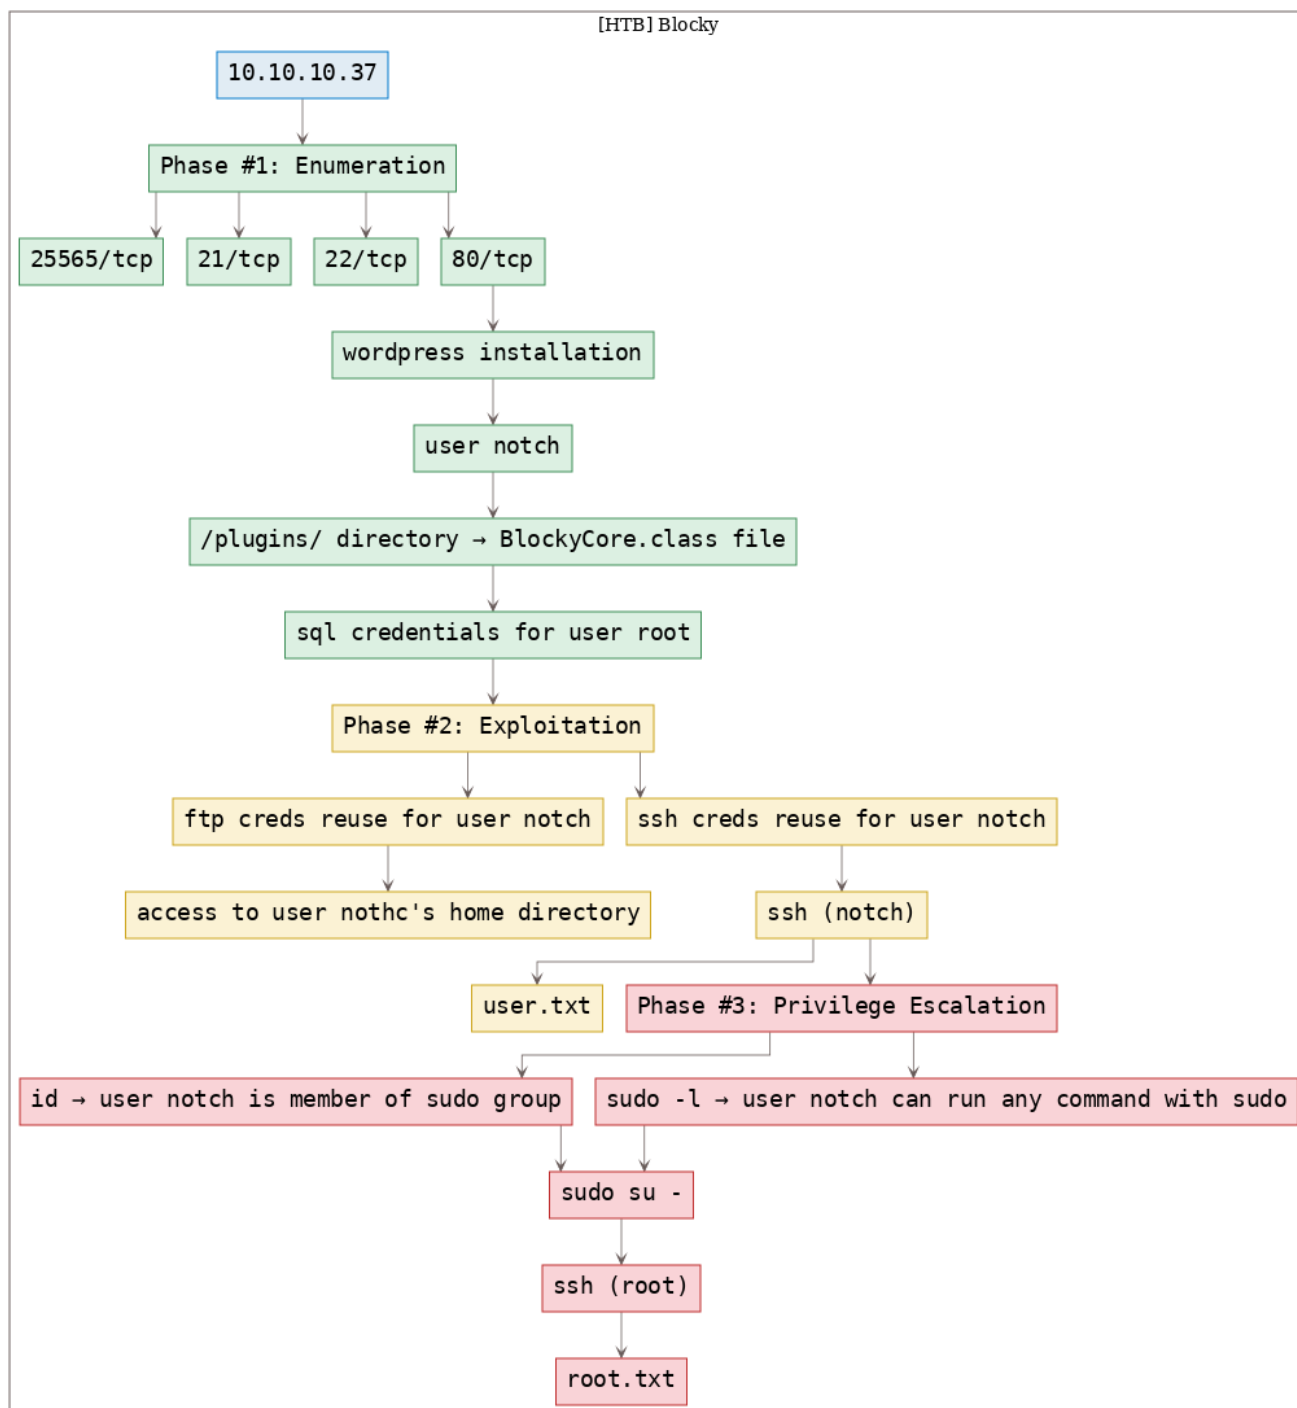 [HTB] Blocky
10.10.10.37
Phase #1: Enumeration
25565/tcp
21/tcp
22/tcp
80/tcp
wordpress installation
user notch
/plugins/ directory → BlockyCore.class file
sql credentials for user root
Phase #2: Exploitation
ftp creds reuse for user notch
ssh creds reuse for user notch
access to user nothc's home directory
ssh (notch)
user.txt
Phase #3: Privilege Escalation
id → user notch is member of sudo group
sudo -l → user notch can run any command with sudo
sudo su -
ssh (root)
root.txt